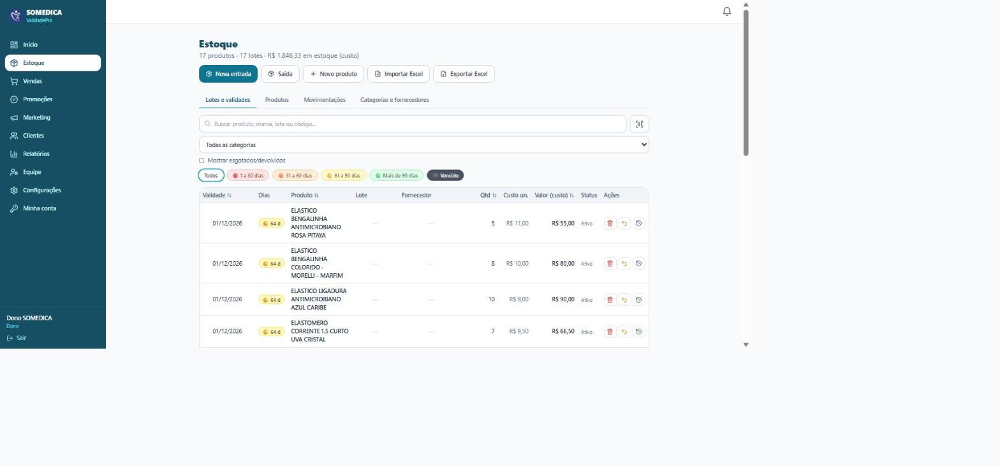 SOMEDICA
ValidadePro
Início
Estoque
Vendas
Promoções
Marketing
Clientes
Relatórios
Equipe
Configurações
Minha conta
Dono SOMEDICA
Dono
Sair
Estoque
17 produtos · 17 lotes · R$ 1.846,33 em estoque (custo)
Nova entrada Saída Novo produto Importar Excel Exportar Excel
Lotes e validades Produtos Movimentações Categorias e fornecedores
Buscar produto, marca, lote ou código...
Todas as categorias
Mostrar esgotados/devolvidos
Todos 1 a 30 dias 31 a 60 dias 61 a 90 dias Mais de 90 dias Vencido
Validade ↑↓ Dias Produto ↑↓ Lote Fornecedor Qtd ↑↓ Custo un. Valor (custo) ↑↓ Status Ações
01/12/2026 64 d ELASTICO BENGALINHA ANTIMICROBIANO ROSA PITAYA — — 5 R$ 11,00 R$ 55,00 Ativo
01/12/2026 64 d ELASTICO BENGALINHA COLORIDO - MORELLI - MARFIM — — 8 R$ 10,00 R$ 80,00 Ativo
01/12/2026 64 d ELASTICO LIGADURA ANTIMICROBIANO AZUL CARIBE — — 10 R$ 9,00 R$ 90,00 Ativo
01/12/2026 64 d ELASTOMERO CORRENTE 1.5 CURTO UVA CRISTAL — — 7 R$ 9,50 R$ 66,50 Ativo